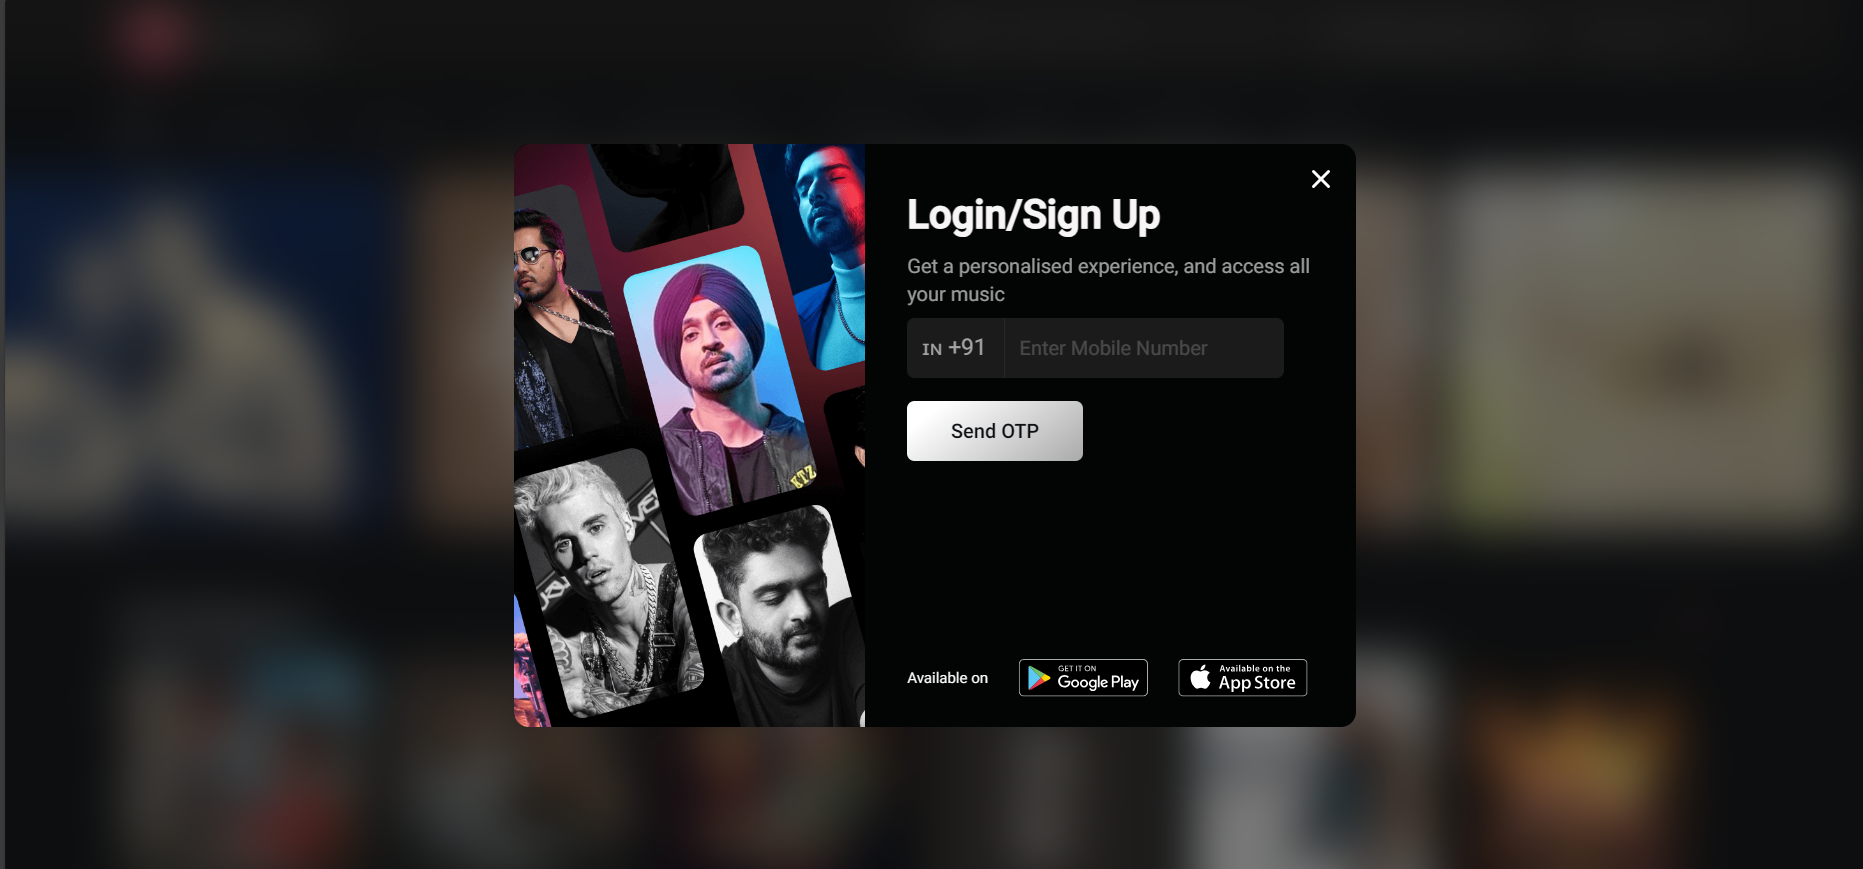 Login/Sign Up
Get a personalised experience, and access all
your music
IN +91
Enter Mobile Number
Send OTP
Available on
GET IT ON
Google Play
Available on the
App Store
KTZ